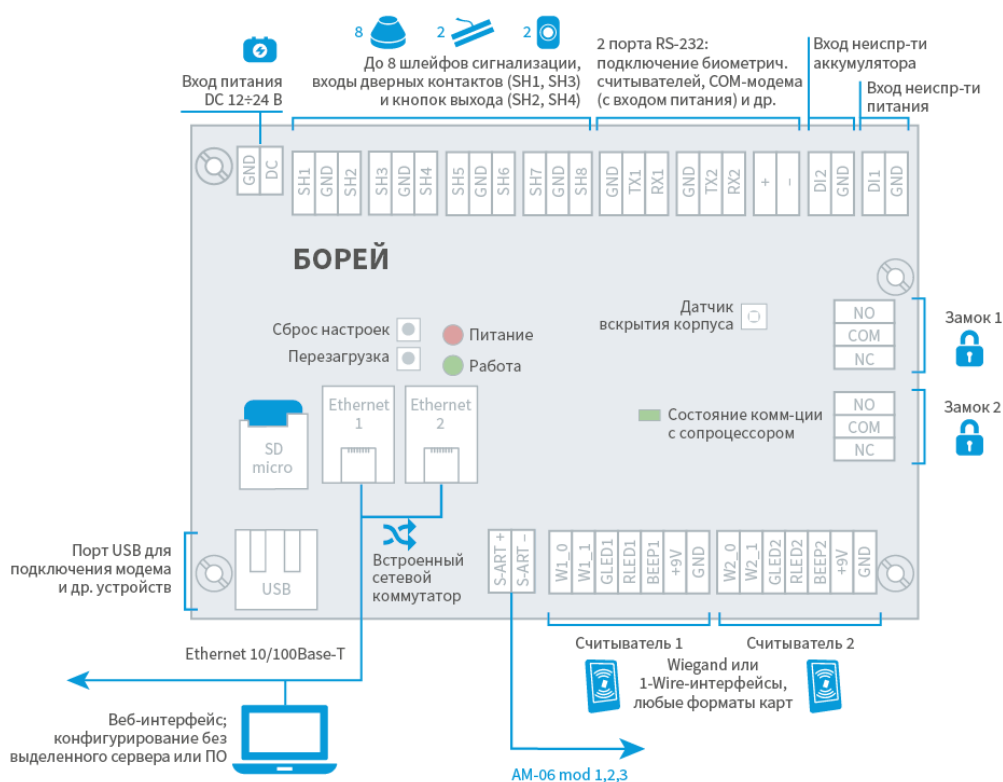 8
2
2
До 8 шлейфов сигнализации,
входы дверных контактов (SH1, SH3)
и кнопок выхода (SH2, SH4)
2 порта RS-232:
подключение биометрич.
считывателей, COM-модема
(с входом питания) и др.
Вход неиспр-ти
аккумулятора
Вход неиспр-ти
питания
Вход питания
DC 12÷24 В
GND
DC
SH1
GND
SH2
SH3
GND
SH4
SH5
GND
SH6
SH7
GND
SH8
GND
TX1
RX1
GND
TX2
RX2
+
–
DI2
GND
DI1
GND
БОРЕЙ
Сброс настроек
Перезагрузка
Питание
Работа
Датчик
вскрытия корпуса
NO
COM
NC
Замок 1
Состояние комм-ции
с сопроцессором
NO
COM
NC
Замок 2
SD
micro
Ethernet
1
Ethernet
2
Встроенный
сетевой
коммутатор
Порт USB для
подключения модема
и др. устройств
USB
S-ART +
S-ART –
W1_0
W1_1
GLED1
RLED1
BEEP1
+9V
GND
W2_0
W2_1
GLED2
RLED2
BEEP2
+9V
GND
Считыватель 1
Считыватель 2
Wiegand или
1-Wire-интерфейсы,
любые форматы карт
Ethernet 10/100Base-T
Веб-интерфейс;
конфигурирование без
выделенного сервера или ПО
AM-06 mod 1,2,3